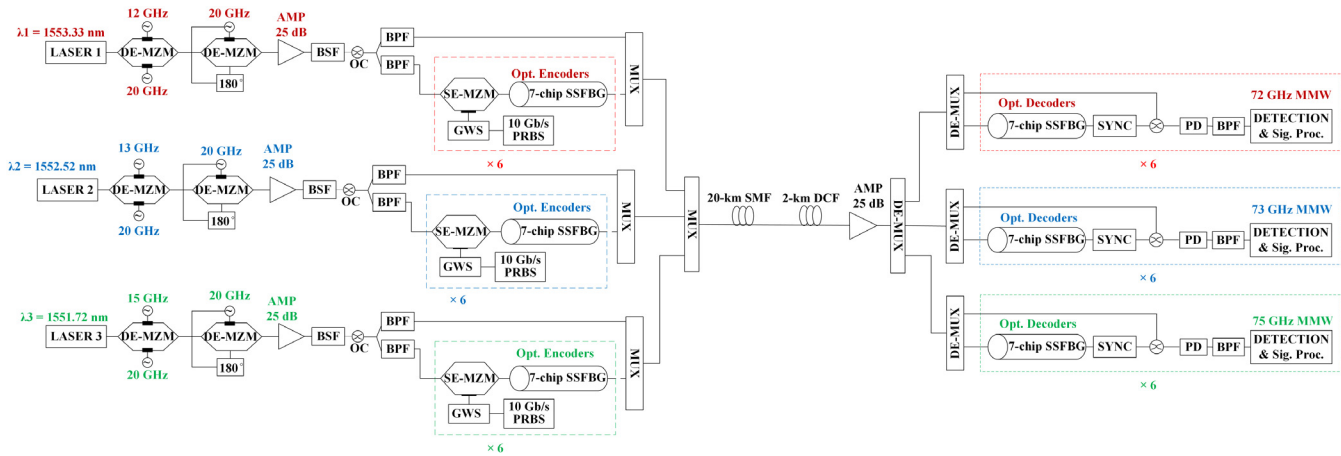 12 GHz
20 GHz
AMP
25 dB
λ1 = 1553.33 nm
LASER 1
DE-MZM
DE-MZM
BSF
OC
BPF
BPF
MUX
20 GHz
180°
Opt. Encoders
SE-MZM
7-chip SSFBG
GWS
10 Gb/s
PRBS
× 6
13 GHz
20 GHz
AMP
25 dB
λ2 = 1552.52 nm
LASER 2
DE-MZM
DE-MZM
BSF
OC
BPF
BPF
MUX
20 GHz
180°
Opt. Encoders
SE-MZM
7-chip SSFBG
GWS
10 Gb/s
PRBS
× 6
15 GHz
20 GHz
AMP
25 dB
λ3 = 1551.72 nm
LASER 3
DE-MZM
DE-MZM
BSF
OC
BPF
BPF
MUX
20 GHz
180°
Opt. Encoders
SE-MZM
7-chip SSFBG
GWS
10 Gb/s
PRBS
× 6
MUX
20-km SMF
2-km DCF
AMP
25 dB
DE-MUX
DE-MUX
Opt. Decoders
72 GHz MMW
7-chip SSFBG
SYNC
PD
BPF
DETECTION
& Sig. Proc.
× 6
DE-MUX
Opt. Decoders
73 GHz MMW
7-chip SSFBG
SYNC
PD
BPF
DETECTION
& Sig. Proc.
× 6
DE-MUX
Opt. Decoders
75 GHz MMW
7-chip SSFBG
SYNC
PD
BPF
DETECTION
& Sig. Proc.
× 6